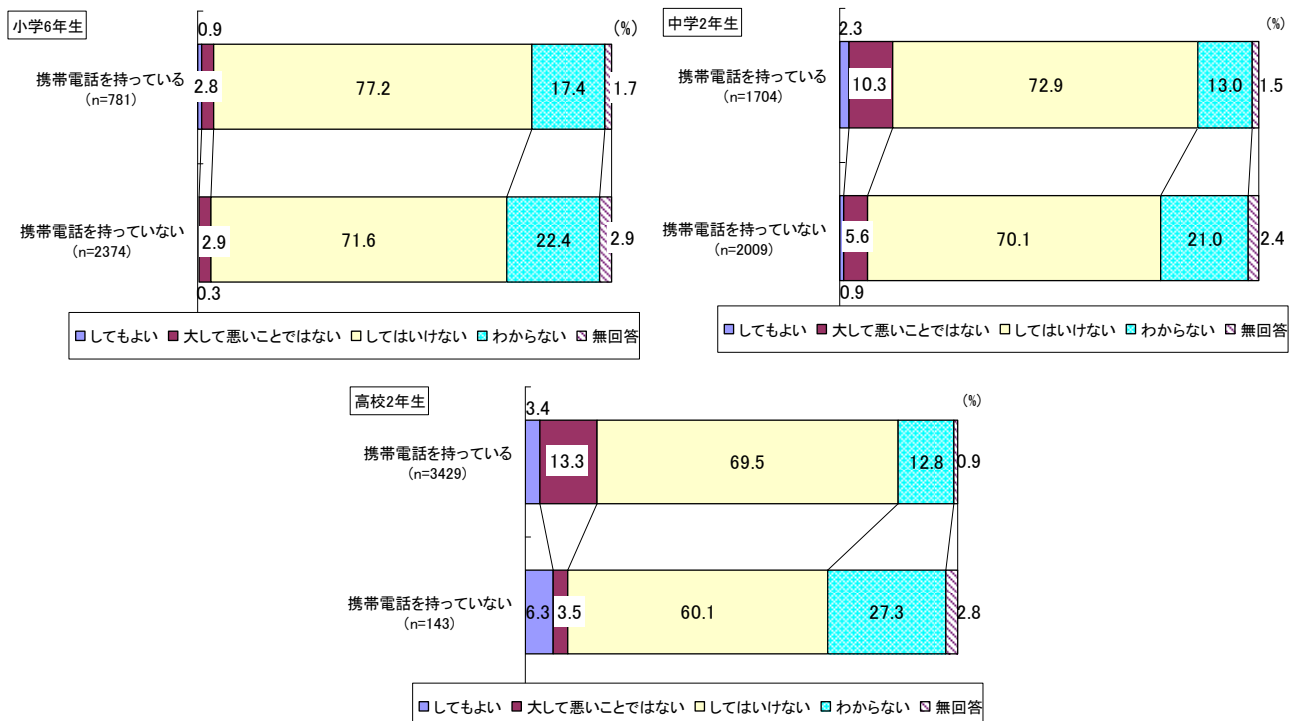 小学6年生
0.9
(%)
携帯電話を持っている
(n=781)
2.8
77.2
17.4
1.7
携帯電話を持っていない
(n=2374)
2.9
71.6
22.4
2.9
0.3
■してもよい ■大して悪いことではない □してはいけない ■わからない ■無回答
中学2年生
2.3
(%)
携帯電話を持っている
(n=1704)
10.3
72.9
13.0
1.5
携帯電話を持っていない
(n=2009)
5.6
70.1
21.0
2.4
0.9
■してもよい ■大して悪いことではない □してはいけない ■わからない ■無回答
高校2年生
3.4
(%)
携帯電話を持っている
(n=3429)
13.3
69.5
12.8
0.9
携帯電話を持っていない
(n=143)
6.3
3.5
60.1
27.3
2.8
■してもよい ■大して悪いことではない □してはいけない ■わからない ■無回答